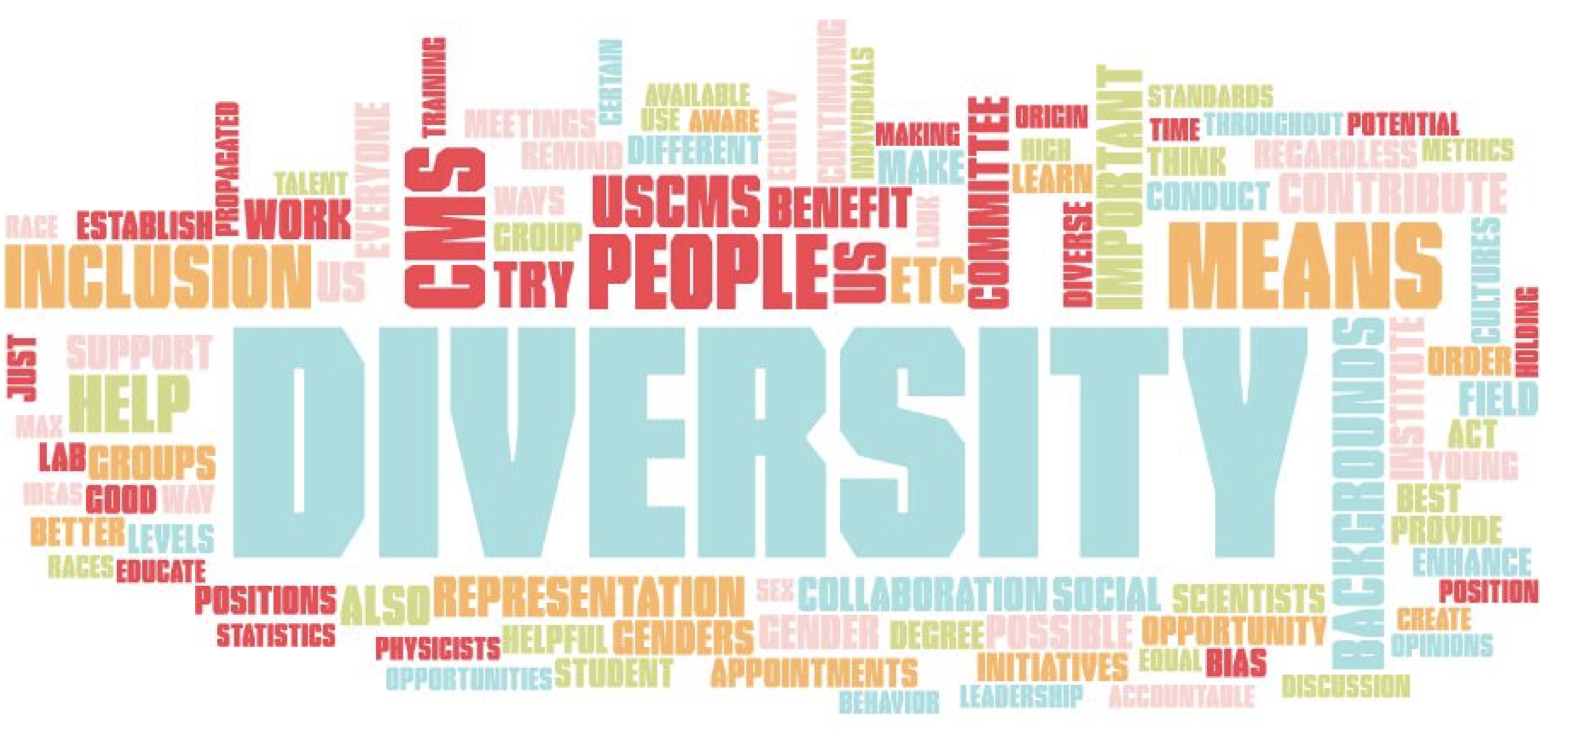 TRAINING
CERTAIN
CONTINUING
INDIVIDUALS
AVAILABLE
USE AWARE
EQUITY
STANDARDS
PROPAGATED
EVERYONE
MEETINGS
REMIND DIFFERENT
MAKING
MAKE
COMMITTEE
ORIGIN
HIGH
LEARN
DIVERSE
IMPORTANT
TIME THROUGHOUT POTENTIAL
THINK REGARDLESS METRICS
CONDUCT CONTRIBUTE
TALENT
RACE ESTABLISH WORK
INCLUSION US
CMS
WAYS
GROUP
TRY
USCMS BENEFIT
LOOK
PEOPLE US ETC
MEANS
CULTURES
HOLDING
JUST
SUPPORT
HELP
MAX
LAB GROUPS
IDEAS GOOD WAY
BETTER LEVELS
RACES EDUCATE
DIVERSITY
BACKGROUNDS
INSTITUTE
ORDER
FIELD
ACT
YOUNG
BEST
PROVIDE
ENHANCE
POSITION
CREATE
OPINIONS
POSITIONS ALSO REPRESENTATION SEX COLLABORATION SOCIAL SCIENTISTS
STATISTICS PHYSICISTS HELPFUL GENDERS GENDER DEGREE POSSIBLE OPPORTUNITY
OPPORTUNITIES STUDENT APPOINTMENTS INITIATIVES EQUAL BIAS
BEHAVIOR LEADERSHIP ACCOUNTABLE DISCUSSION